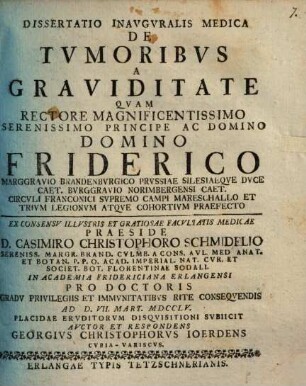 7.
DISSERTATIO INAVGVRALIS MEDICA
DE
TVMORIBVS
A
GRAVIDITATE
QVAM
RECTORE MAGNIFICENTISSIMO
SERENISSIMO PRINCIPE AC DOMINO
DOMINO
FRIDERICO
MARGGRAVIO BRANDENBVRGICO PRVSSIAE SILESIAEQVE DVCE
CAET. BVRGGRAVIO NORIMBERGENSI CAET.
CIRCVLI FRANCONICI SVPREMO CAMPI MARESCHALLO ET
TRIVM LEGIONVM ATQVE COHORTIVM PRAEFECTO
EX CONSENSV ILLVSTRIS ET GRATIOSAE FACVLTATIS MEDICAE
PRAESIDE
D. CASIMIRO CHRISTOPHORO SCHMIDELIO
SERENISS. MARGR. BRAND. CVLMB. A CONS. AVL. MED. ANAT.
ET BOTAN. P. P. O. ACAD. IMPERIAL. NAT. CVR. ET
SOCIET. BOT. FLORENTINAE SODALI
IN ACADEMIA FRIDERICIANA ERLANGENSI
PRO DOCTORIS
GRADV PRIVILEGIIS ET IMMVNITATIBVS RITE CONSEQVENDIS
AD D. VII. MART. MDCCLV.
PLACIDAE ERVDITORVM DISQVISITIONI SVBIICIT
AVCTOR ET RESPONDENS
GEORGIVS CHRISTOPHORVS IOERDENS
CVRIA-VARISCVS.
ERLANGAE TYPIS TETZSCHNERIANIS.